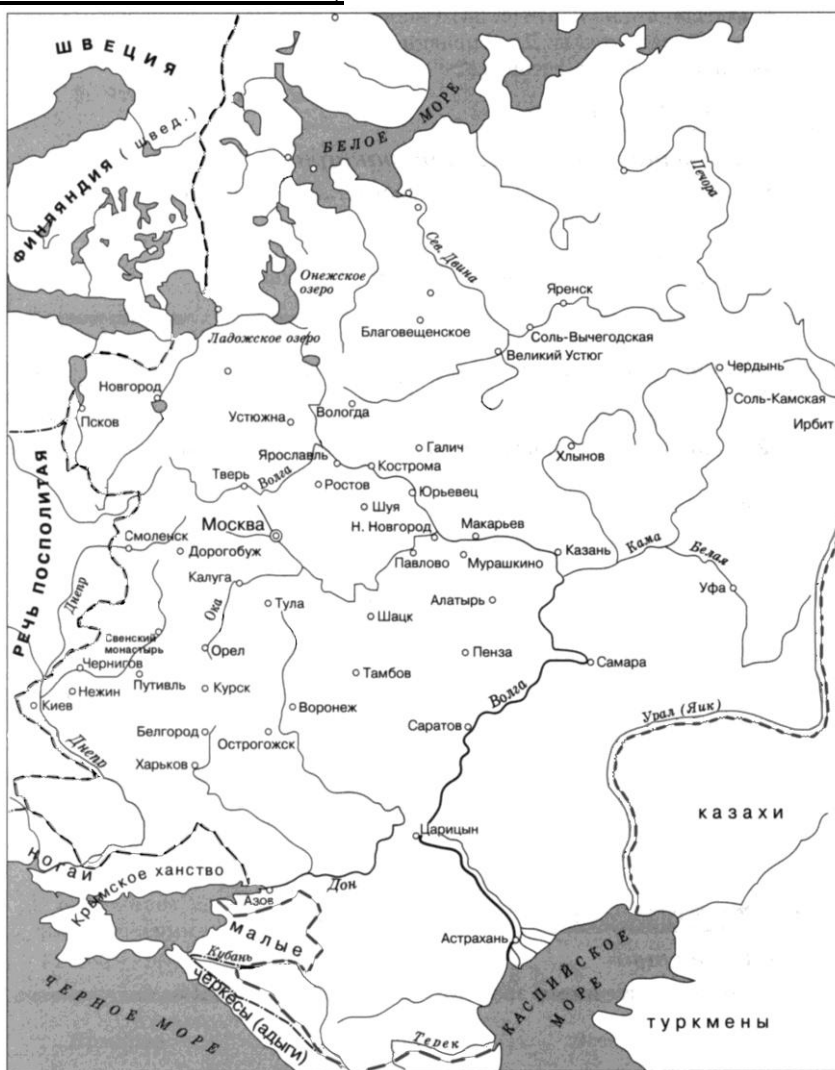 ШВЕЦИЯ
ФИНЛЯНДИЯ (швед.)
БЕЛОЕ МОРЕ
Печора
Сев. Двина
Онежское
озеро
Яренск
Благовещенское
Соль-Вычегодская
Ладожское озеро
Великий Устюг
Чердынь
Новгород
Соль-Камская
Псков
Устюжна
Вологда
Ирбит
Галич
Хлынов
Ярославль
Кострома
Тверь
Волга
Ростов
Юрьевец
Шуя
РЕЧЬ ПОСПОЛИТАЯ
Москва
Н. Новгород
Макарьев
Смоленск
Дорогобуж
Павлово
Мурашкино
Казань
Кама
Белая
Калуга
Уфа
Днепр
Ока
Тула
Алатырь
Шацк
Свенский
монастырь
Орел
Пенза
Чернигов
Самара
Тамбов
Путивль
Нежин
Курск
Киев
Воронеж
Волга
Урал (Яик)
Саратов
Белгород
Острогожск
Днепр
Харьков
казахи
Царицын
НОГАИ
Крымское ханство
Дон
Азов
МАЛЫЕ
Астрахань
Кубань
ЧЕРНОЕ МОРЕ
черкесы (адыги)
КАСПИЙСКОЕ
МОРЕ
туркмены
Терек